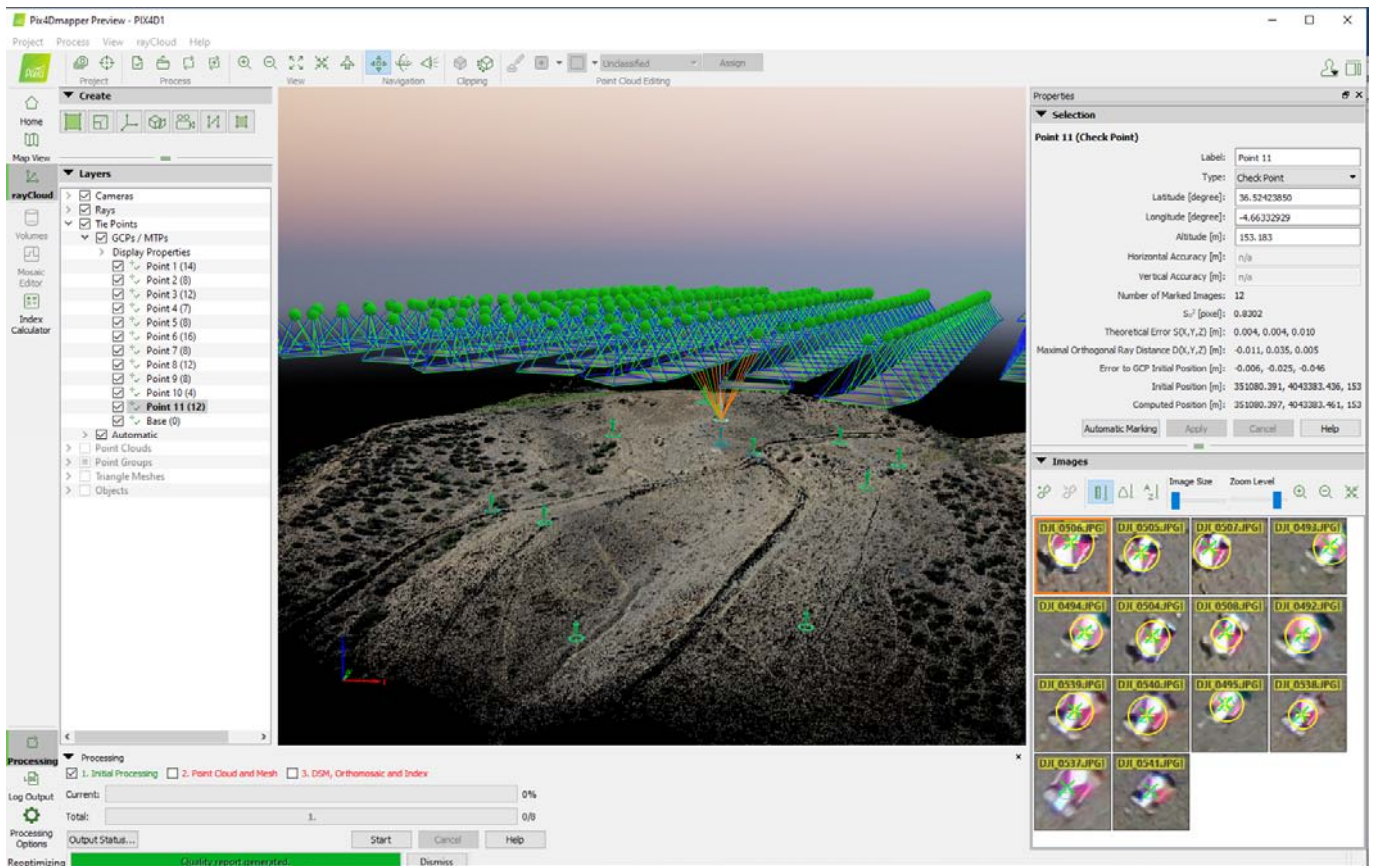 Pix4Dmapper Preview - PIX4D1
Project Process View rayCloud Help
Unclassified Assign
Project Process View Navigation Clipping Point Cloud Editing
Home
Map View
rayCloud
Volumes
Mosaic
Editor
Index
Calculator
Processing
Log Output
Processing
Options
Reoptimizing
Create
Layers
Cameras
Rays
Tie Points
GCPs / MTPs
Display Properties
Point 1 (14)
Point 2 (8)
Point 3 (12)
Point 4 (7)
Point 5 (8)
Point 6 (16)
Point 7 (8)
Point 8 (12)
Point 9 (8)
Point 10 (4)
Point 11 (12)
Base (0)
Automatic
Point Clouds
Point Groups
Triangle Meshes
Objects
Processing
1. Initial Processing 2. Point Cloud and Mesh 3. DSM, Orthomosaic and Index
Current: 0%
Total: 1. 0/8
Output Status... Start Cancel Help
Quality report generated. Dismiss
Properties
Selection
Point 11 (Check Point)
Label: Point 11
Type: Check Point
Latitude [degree]: 36.52423850
Longitude [degree]: -4.66332929
Altitude [m]: 153.183
Horizontal Accuracy [m]: n/a
Vertical Accuracy [m]: n/a
Number of Marked Images: 12
S₀² [pixel]: 0.8302
Theoretical Error S(X,Y,Z) [m]: 0.004, 0.004, 0.010
Maximal Orthogonal Ray Distance D(X,Y,Z) [m]: -0.011, 0.035, 0.005
Error to GCP Initial Position [m]: -0.006, -0.025, -0.046
Initial Position [m]: 351080.391, 4043383.436, 153
Computed Position [m]: 351080.397, 4043383.461, 153
Automatic Marking Apply Cancel Help
Images
Image Size Zoom Level
DJI_0506.JPG DJI_0505.JPG DJI_0507.JPG DJI_0493.JPG
DJI_0494.JPG DJI_0504.JPG DJI_0508.JPG DJI_0492.JPG
DJI_0539.JPG DJI_0540.JPG DJI_0495.JPG DJI_0538.JPG
DJI_0537.JPG DJI_0541.JPG